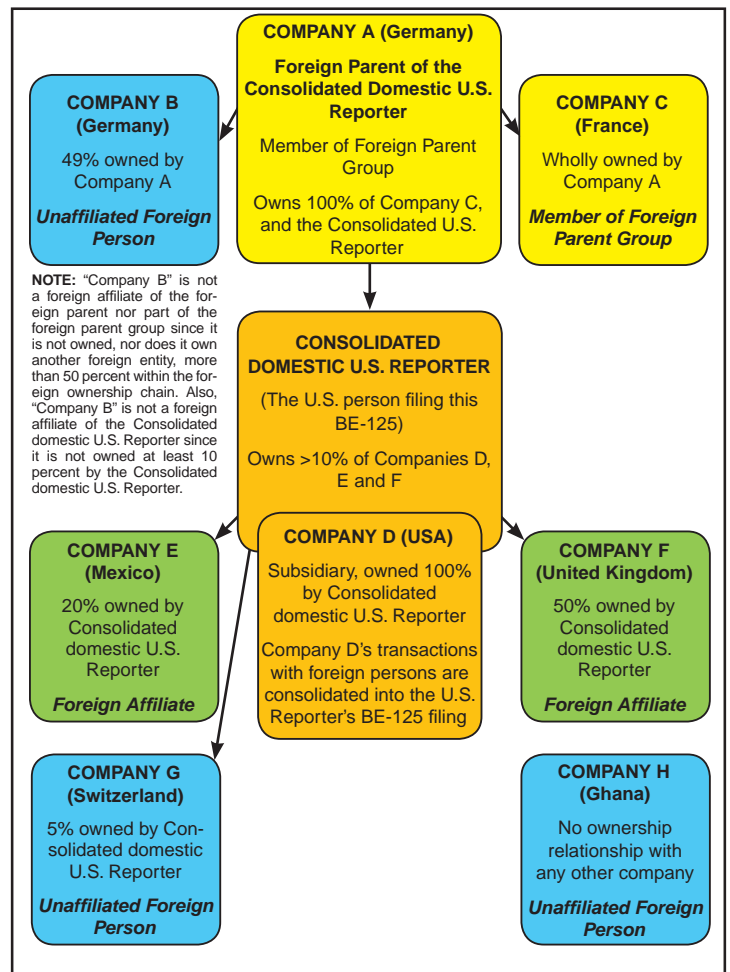 COMPANY A (Germany)
Foreign Parent of the
Consolidated Domestic U.S.
Reporter
Member of Foreign Parent
Group
Owns 100% of Company C,
and the Consolidated U.S.
Reporter
COMPANY B
(Germany)
49% owned by
Company A
Unaffiliated Foreign
Person
COMPANY C
(France)
Wholly owned by
Company A
Member of Foreign
Parent Group
NOTE: “Company B” is not
a foreign affiliate of the for-
eign parent nor part of the
foreign parent group since it
is not owned, nor does it own
another foreign entity, more
than 50 percent within the for-
eign ownership chain. Also,
“Company B” is not a foreign
affiliate of the Consolidated
domestic U.S. Reporter since
it is not owned at least 10
percent by the Consolidated
domestic U.S. Reporter.
CONSOLIDATED
DOMESTIC U.S. REPORTER
(The U.S. person filing this
BE-125)
Owns >10% of Companies D,
E and F
COMPANY E
(Mexico)
20% owned by
Consolidated
domestic U.S.
Reporter
Foreign Affiliate
COMPANY D (USA)
Subsidiary, owned 100%
by Consolidated
domestic U.S. Reporter
Company D’s transactions
with foreign persons are
consolidated into the U.S.
Reporter’s BE-125 filing
COMPANY F
(United Kingdom)
50% owned by
Consolidated
domestic U.S.
Reporter
Foreign Affiliate
COMPANY G
(Switzerland)
5% owned by Con-
solidated domestic
U.S. Reporter
Unaffiliated Foreign
Person
COMPANY H
(Ghana)
No ownership
relationship with
any other company
Unaffiliated Foreign
Person